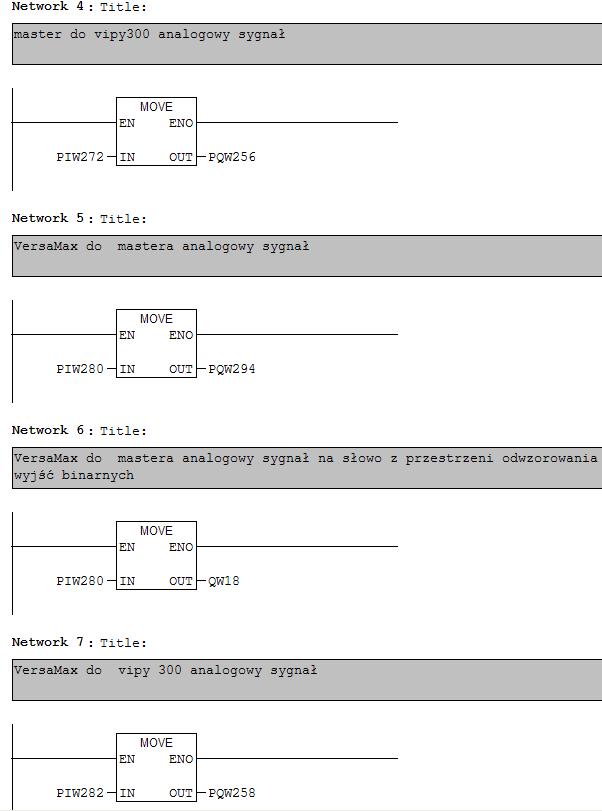 Network 4: Title:
master do vipy300 analogowy sygnał
MOVE
EN ENO
PIW272 IN OUT PQW256
Network 5: Title:
VersaMax do mastera analogowy sygnał
MOVE
EN ENO
PIW280 IN OUT PQW294
Network 6: Title:
VersaMax do mastera analogowy sygnał na słowo z przestrzeni odwzorowania
wyjść binarnych
MOVE
EN ENO
PIW280 IN OUT QW18
Network 7: Title:
VersaMax do vipy 300 analogowy sygnał
MOVE
EN ENO
PIW282 IN OUT PQW258